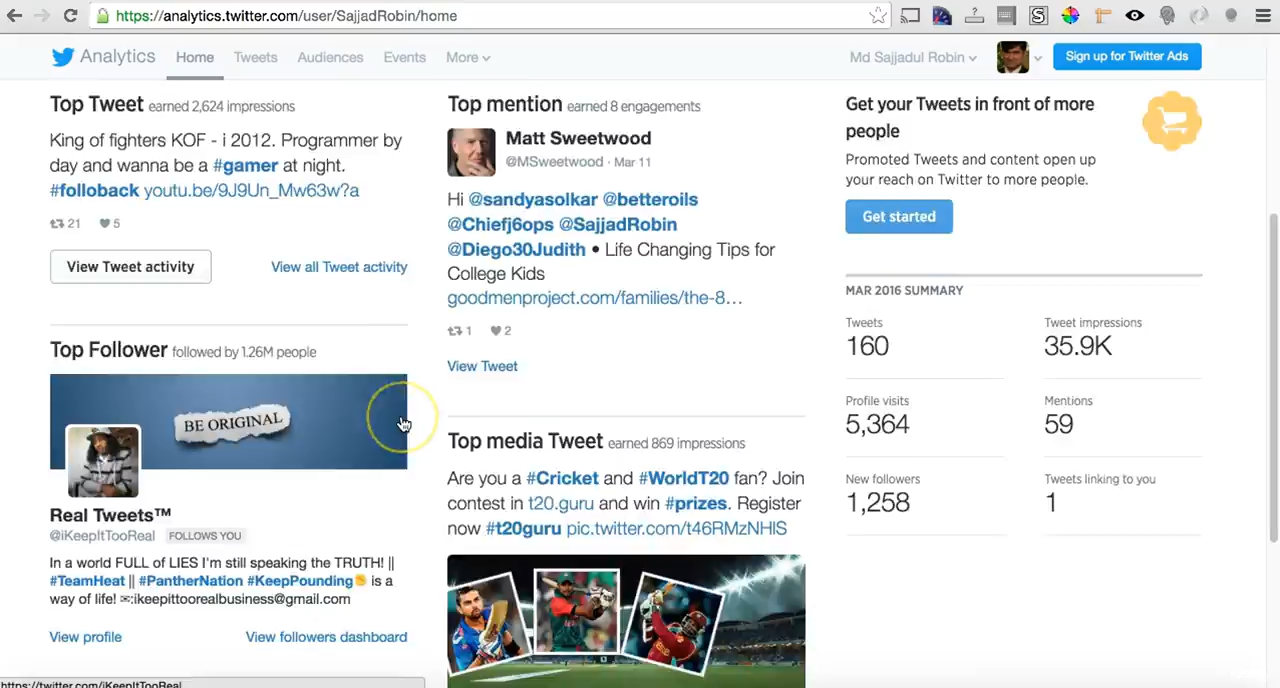 https://analytics.twitter.com/user/SajjadRobin/home
Analytics Home Tweets Audiences Events More Md Sajjadul Robin Sign up for Twitter Ads
Top Tweet earned 2,624 impressions
King of fighters KOF - i 2012. Programmer by
day and wanna be a #gamer at night.
#folloback youtu.be/9J9Un_Mw63w?a
21 5
View Tweet activity View all Tweet activity
Top Follower followed by 1.26M people
BE ORIGINAL
Real Tweets™
@iKeepItTooReal FOLLOWS YOU
In a world FULL of LIES I'm still speaking the TRUTH! ||
#TeamHeat || #PantherNation #KeepPounding👊 is a
way of life! ✉:ikeepittoorealbusiness@gmail.com
View profile View followers dashboard
Top mention earned 8 engagements
Matt Sweetwood
@MSweetwood · Mar 11
Hi @sandyasolkar @betteroils
@Chiefj6ops @SajjadRobin
@Diego30Judith • Life Changing Tips for
College Kids
goodmenproject.com/families/the-8…
1 2
View Tweet
Top media Tweet earned 869 impressions
Are you a #Cricket and #WorldT20 fan? Join
contest in t20.guru and win #prizes. Register
now #t20guru pic.twitter.com/t46RMzNHlS
Get your Tweets in front of more
people
Promoted Tweets and content open up
your reach on Twitter to more people.
Get started
MAR 2016 SUMMARY
Tweets Tweet impressions
160 35.9K
Profile visits Mentions
5,364 59
New followers Tweets linking to you
1,258 1
https://twitter.com/iKeepItTooReal